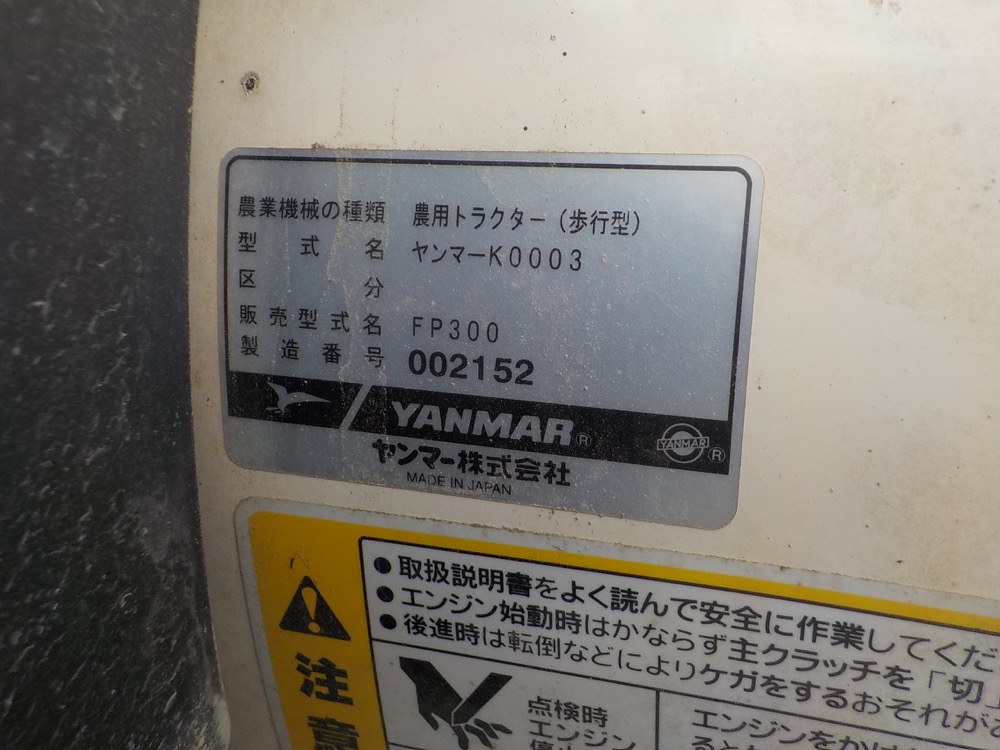 農業機械の種類 農用トラクター(歩行型)
型式名 ヤンマーK0003
区分
販売型式名 FP300
製造番号 002152
YANMAR®
YANMAR ®
ヤンマー株式会社
MADE IN JAPAN
注意
●取扱説明書をよく読んで安全に作業してくだ
●エンジン始動時はかならず主クラッチを「切」
●後進時は転倒などによりケガをするおそれが
点検時
エンジン
エンジンをか